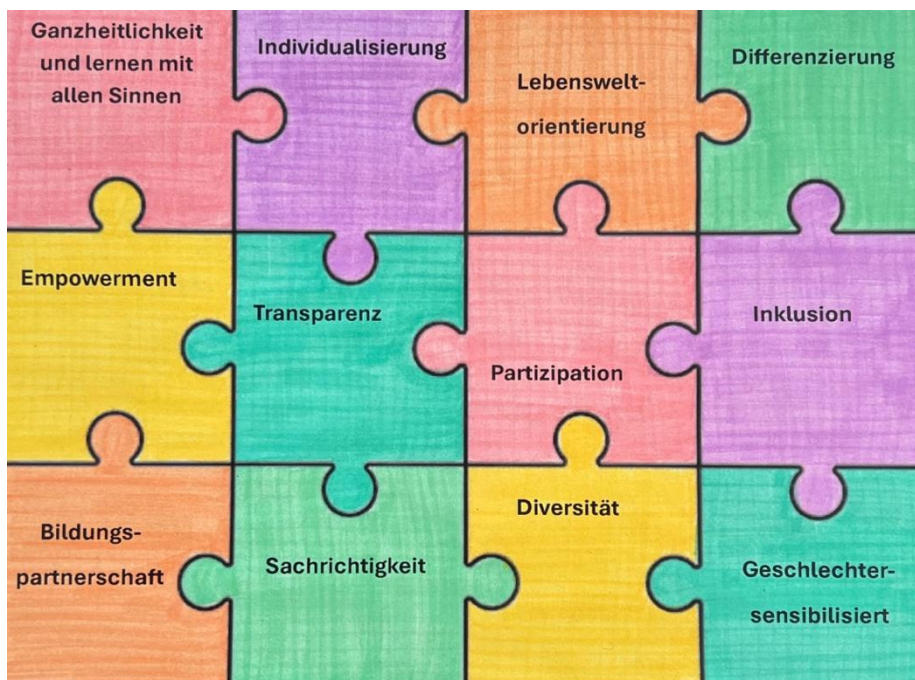 Ganzheitlichkeit
und lernen mit
allen Sinnen
Individualisierung
Lebenswelt-
orientierung
Differenzierung
Empowerment
Transparenz
Partizipation
Inklusion
Bildungs-
partnerschaft
Sachrichtigkeit
Diversität
Geschlechter-
sensibilisiert